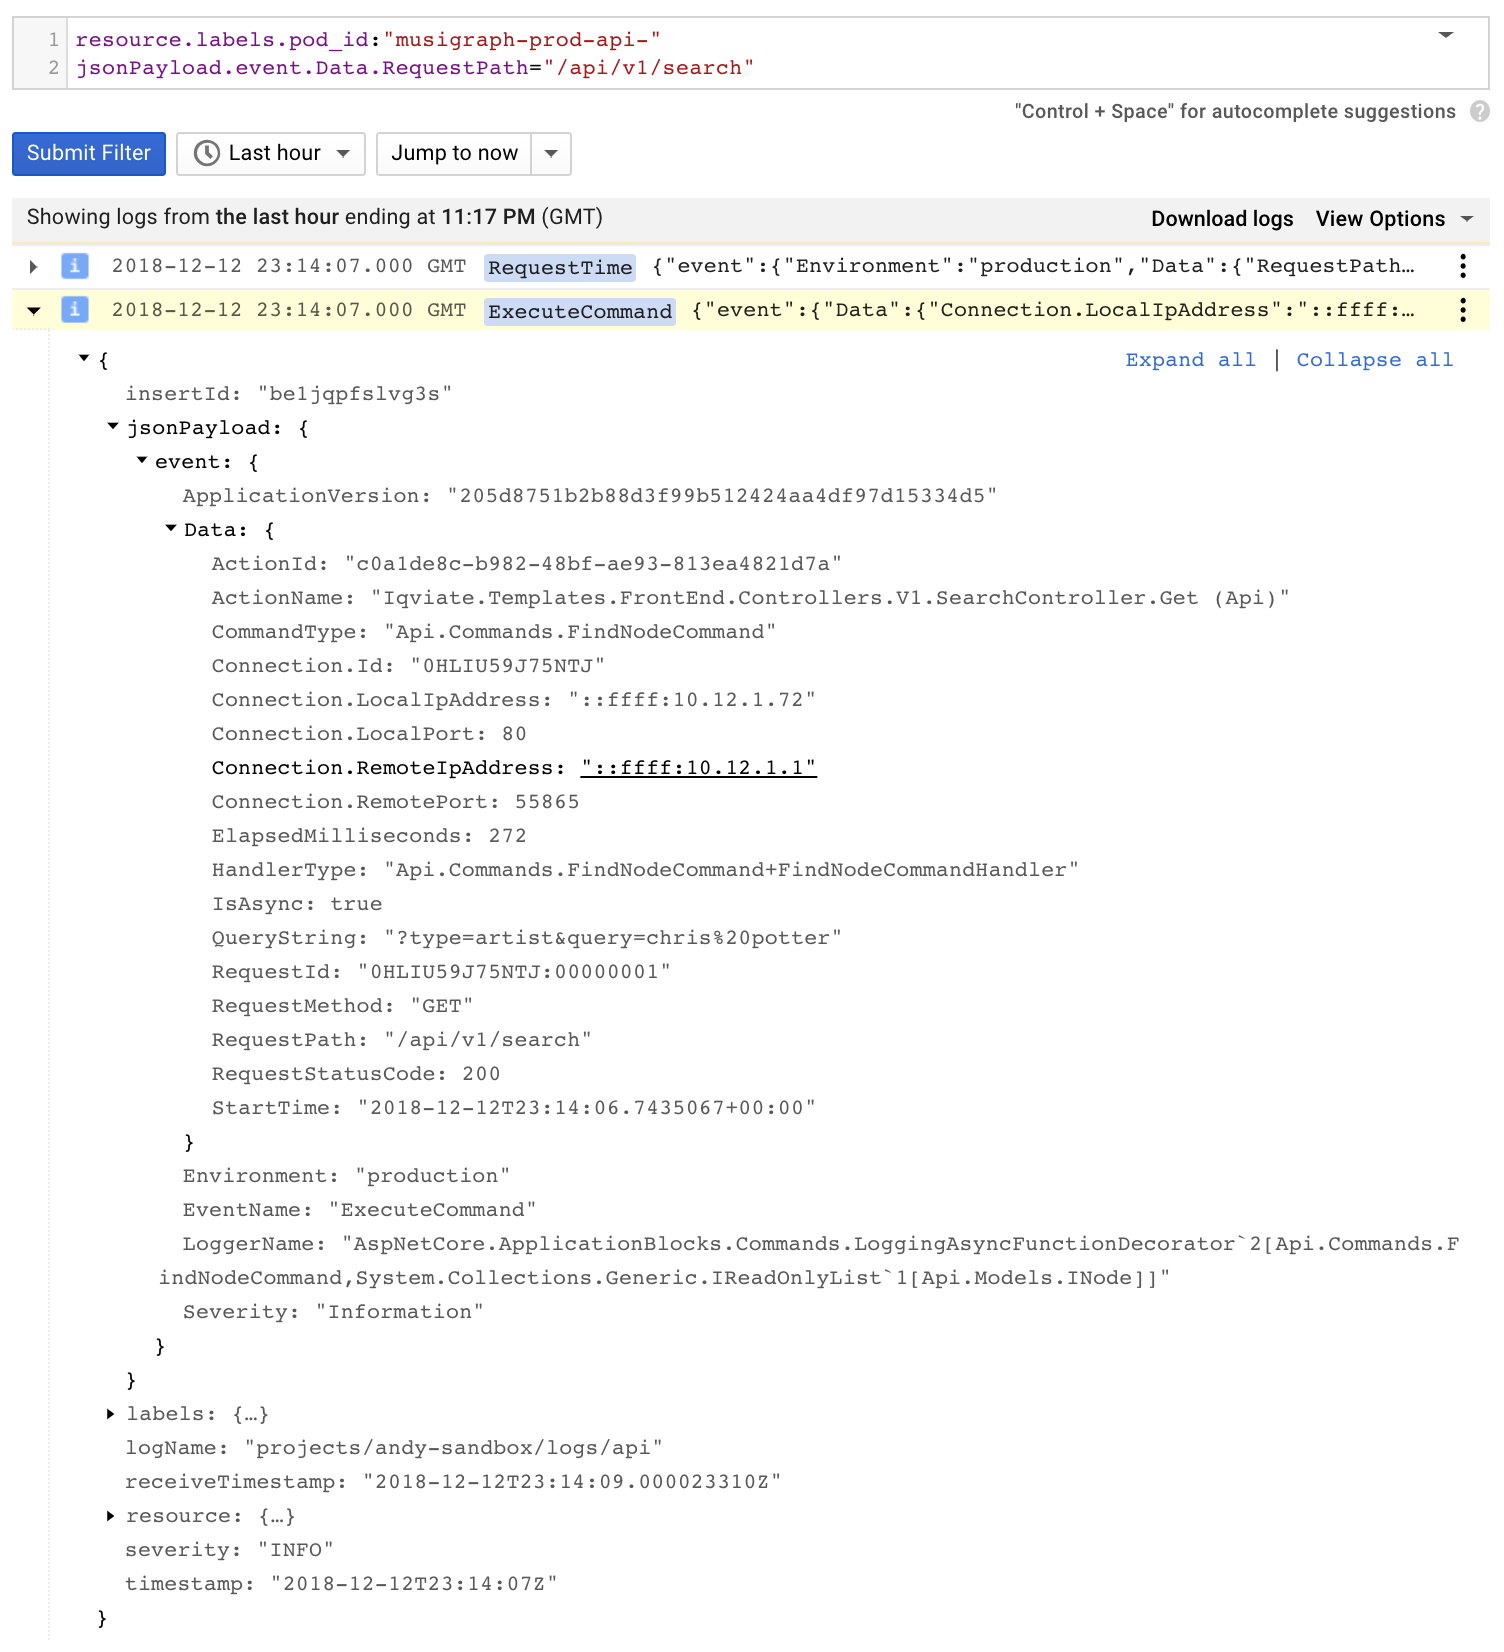 1 resource.labels.pod_id:"musigraph-prod-api-"
2 jsonPayload.event.Data.RequestPath="/api/v1/search"
"Control + Space" for autocomplete suggestions ?
Submit Filter Last hour Jump to now
Showing logs from the last hour ending at 11:17 PM (GMT) Download logs View Options
i 2018-12-12 23:14:07.000 GMT RequestTime {"event":{"Environment":"production","Data":{"RequestPath…
i 2018-12-12 23:14:07.000 GMT ExecuteCommand {"event":{"Data":{"Connection.LocalIpAddress":"::ffff:…
{ Expand all | Collapse all
insertId: "be1jqpfslvg3s"
jsonPayload: {
event: {
ApplicationVersion: "205d8751b2b88d3f99b512424aa4df97d15334d5"
Data: {
ActionId: "c0a1de8c-b982-48bf-ae93-813ea4821d7a"
ActionName: "Iqviate.Templates.FrontEnd.Controllers.V1.SearchController.Get (Api)"
CommandType: "Api.Commands.FindNodeCommand"
Connection.Id: "0HLIU59J75NTJ"
Connection.LocalIpAddress: "::ffff:10.12.1.72"
Connection.LocalPort: 80
Connection.RemoteIpAddress: "::ffff:10.12.1.1"
Connection.RemotePort: 55865
ElapsedMilliseconds: 272
HandlerType: "Api.Commands.FindNodeCommand+FindNodeCommandHandler"
IsAsync: true
QueryString: "?type=artist&query=chris%20potter"
RequestId: "0HLIU59J75NTJ:00000001"
RequestMethod: "GET"
RequestPath: "/api/v1/search"
RequestStatusCode: 200
StartTime: "2018-12-12T23:14:06.7435067+00:00"
}
Environment: "production"
EventName: "ExecuteCommand"
LoggerName: "AspNetCore.ApplicationBlocks.Commands.LoggingAsyncFunctionDecorator`2[Api.Commands.F
indNodeCommand,System.Collections.Generic.IReadOnlyList`1[Api.Models.INode]]"
Severity: "Information"
}
}
labels: {…}
logName: "projects/andy-sandbox/logs/api"
receiveTimestamp: "2018-12-12T23:14:09.000023310Z"
resource: {…}
severity: "INFO"
timestamp: "2018-12-12T23:14:07Z"
}